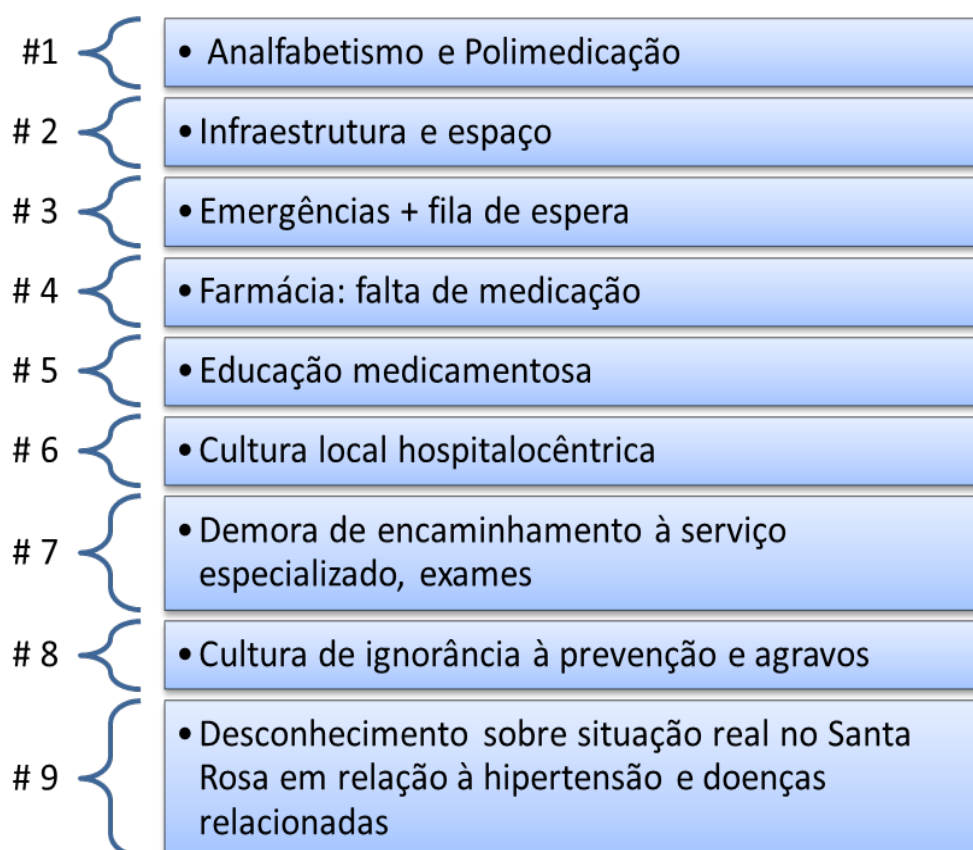 #1 • Analfabetismo e Polimedicação
# 2 • Infraestrutura e espaço
# 3 • Emergências + fila de espera
# 4 • Farmácia: falta de medicação
# 5 • Educação medicamentosa
# 6 • Cultura local hospitalocêntrica
# 7 • Demora de encaminhamento à serviço
especializado, exames
# 8 • Cultura de ignorância à prevenção e agravos
# 9 • Desconhecimento sobre situação real no Santa
Rosa em relação à hipertensão e doenças
relacionadas